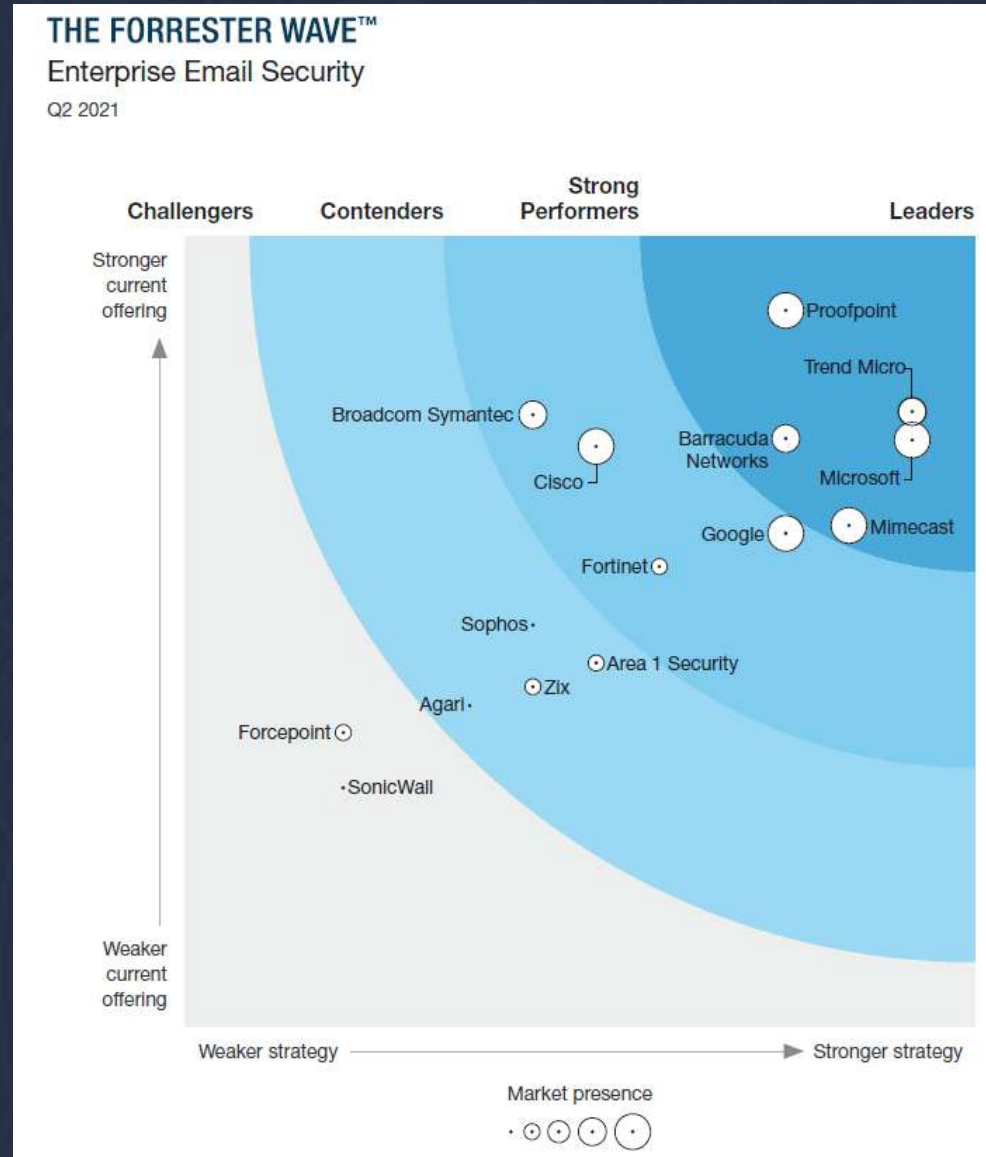 THE FORRESTER WAVE™
Enterprise Email Security
Q2 2021
Challengers
Contenders
Strong
Performers
Leaders
Stronger
current
offering
Proofpoint
Trend Micro
Broadcom Symantec
Cisco
Barracuda
Networks
Microsoft
Google
Mimecast
Fortinet
Sophos
Area 1 Security
Zix
Agari
Forcepoint
SonicWall
Weaker
current
offering
Weaker strategy
Stronger strategy
Market presence